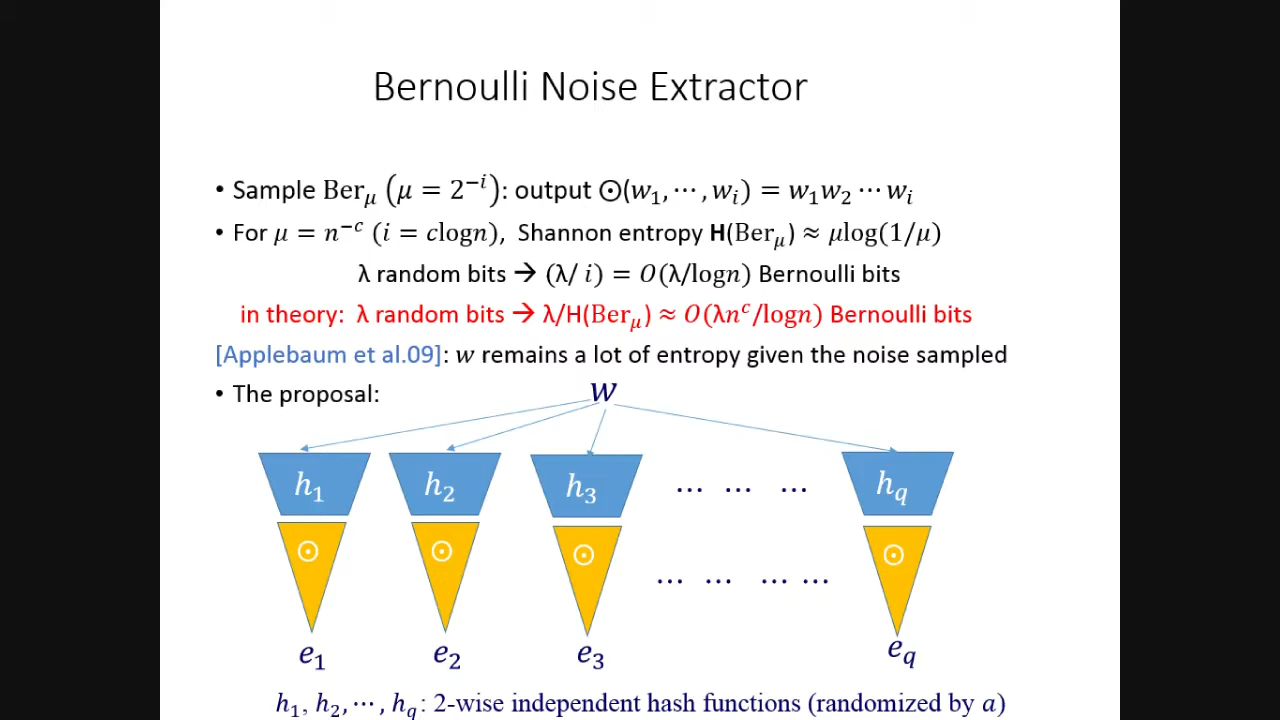 Bernoulli Noise Extractor
• Sample Ber_μ (μ = 2^{-i}): output ⊙(w_1, ⋯, w_i) = w_1w_2 ⋯ w_i
• For μ = n^{-c} (i = clogn), Shannon entropy H(Ber_μ) ≈ μlog(1/μ)
λ random bits → (λ/ i) = O(λ/logn) Bernoulli bits
in theory: λ random bits → λ/H(Ber_μ) ≈ O(λn^c/logn) Bernoulli bits
[Applebaum et al.09]: w remains a lot of entropy given the noise sampled
• The proposal: w
h_1 h_2 h_3 ⋯ ⋯ ⋯ h_q
⊙ ⊙ ⊙ ⊙
⋯ ⋯ ⋯ ⋯
e_1 e_2 e_3 e_q
h_1, h_2, ⋯, h_q: 2-wise independent hash functions (randomized by a)